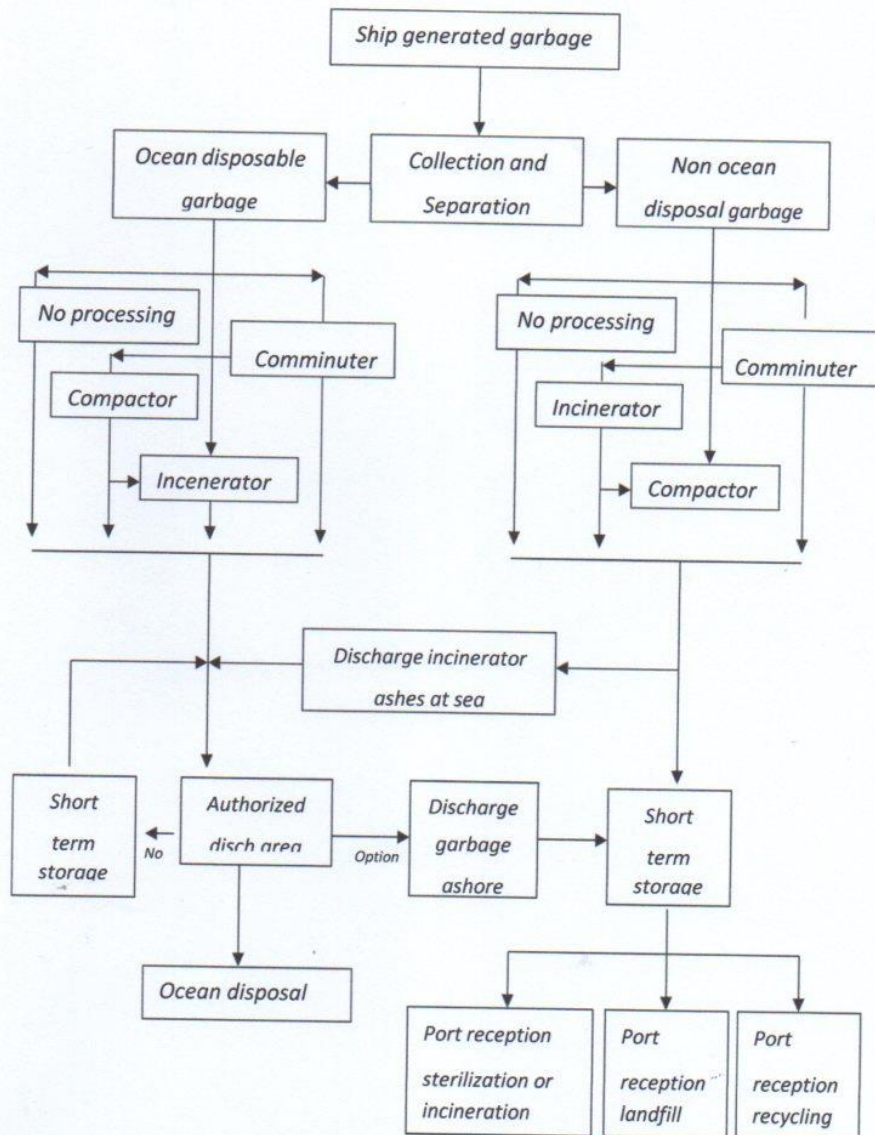 Ship generated garbage
Ocean disposable
garbage
Collection and
Separation
Non ocean
disposal garbage
No processing
Comminuter
Compactor
Incenerator
No processing
Comminuter
Incinerator
Compactor
Discharge incinerator
ashes at sea
Short
term
storage
No
Authorized
disch area
Option
Discharge
garbage
ashore
Short
term
storage
Ocean disposal
Port reception
sterilization or
incineration
Port
reception
landfill
Port
reception
recycling